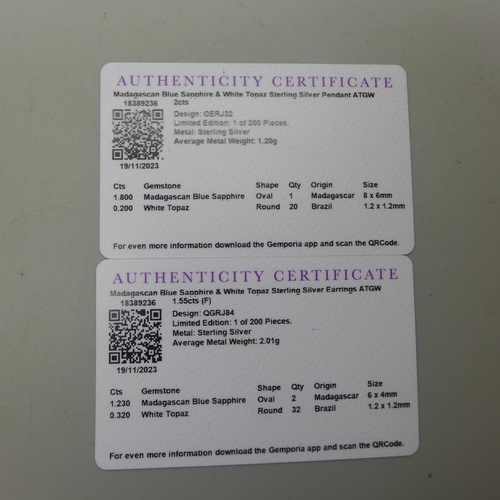 AUTHENTICITY CERTIFICATE
Madagascan Blue Sapphire & White Topaz Sterling Silver Pendant ATGW
18389236 2cts
Design: OERJ32
Limited Edition: 1 of 200 Pieces.
Metal: Sterling Silver
Average Metal Weight: 1.20g
19/11/2023
Cts Gemstone Shape Qty Origin Size
1.800 Madagascan Blue Sapphire Oval 1 Madagascar 8 x 6mm
0.200 White Topaz Round 20 Brazil 1.2 x 1.2mm
For even more information download the Gemporia app and scan the QRCode.
AUTHENTICITY CERTIFICATE
Madagascan Blue Sapphire & White Topaz Sterling Silver Earrings ATGW
18389236 1.55cts (F)
Design: QGRJ84
Limited Edition: 1 of 200 Pieces.
Metal: Sterling Silver
Average Metal Weight: 2.01g
19/11/2023
Cts Gemstone Shape Qty Origin Size
1.230 Madagascan Blue Sapphire Oval 2 Madagascar 6 x 4mm
0.320 White Topaz Round 32 Brazil 1.2 x 1.2mm
For even more information download the Gemporia app and scan the QRCode.